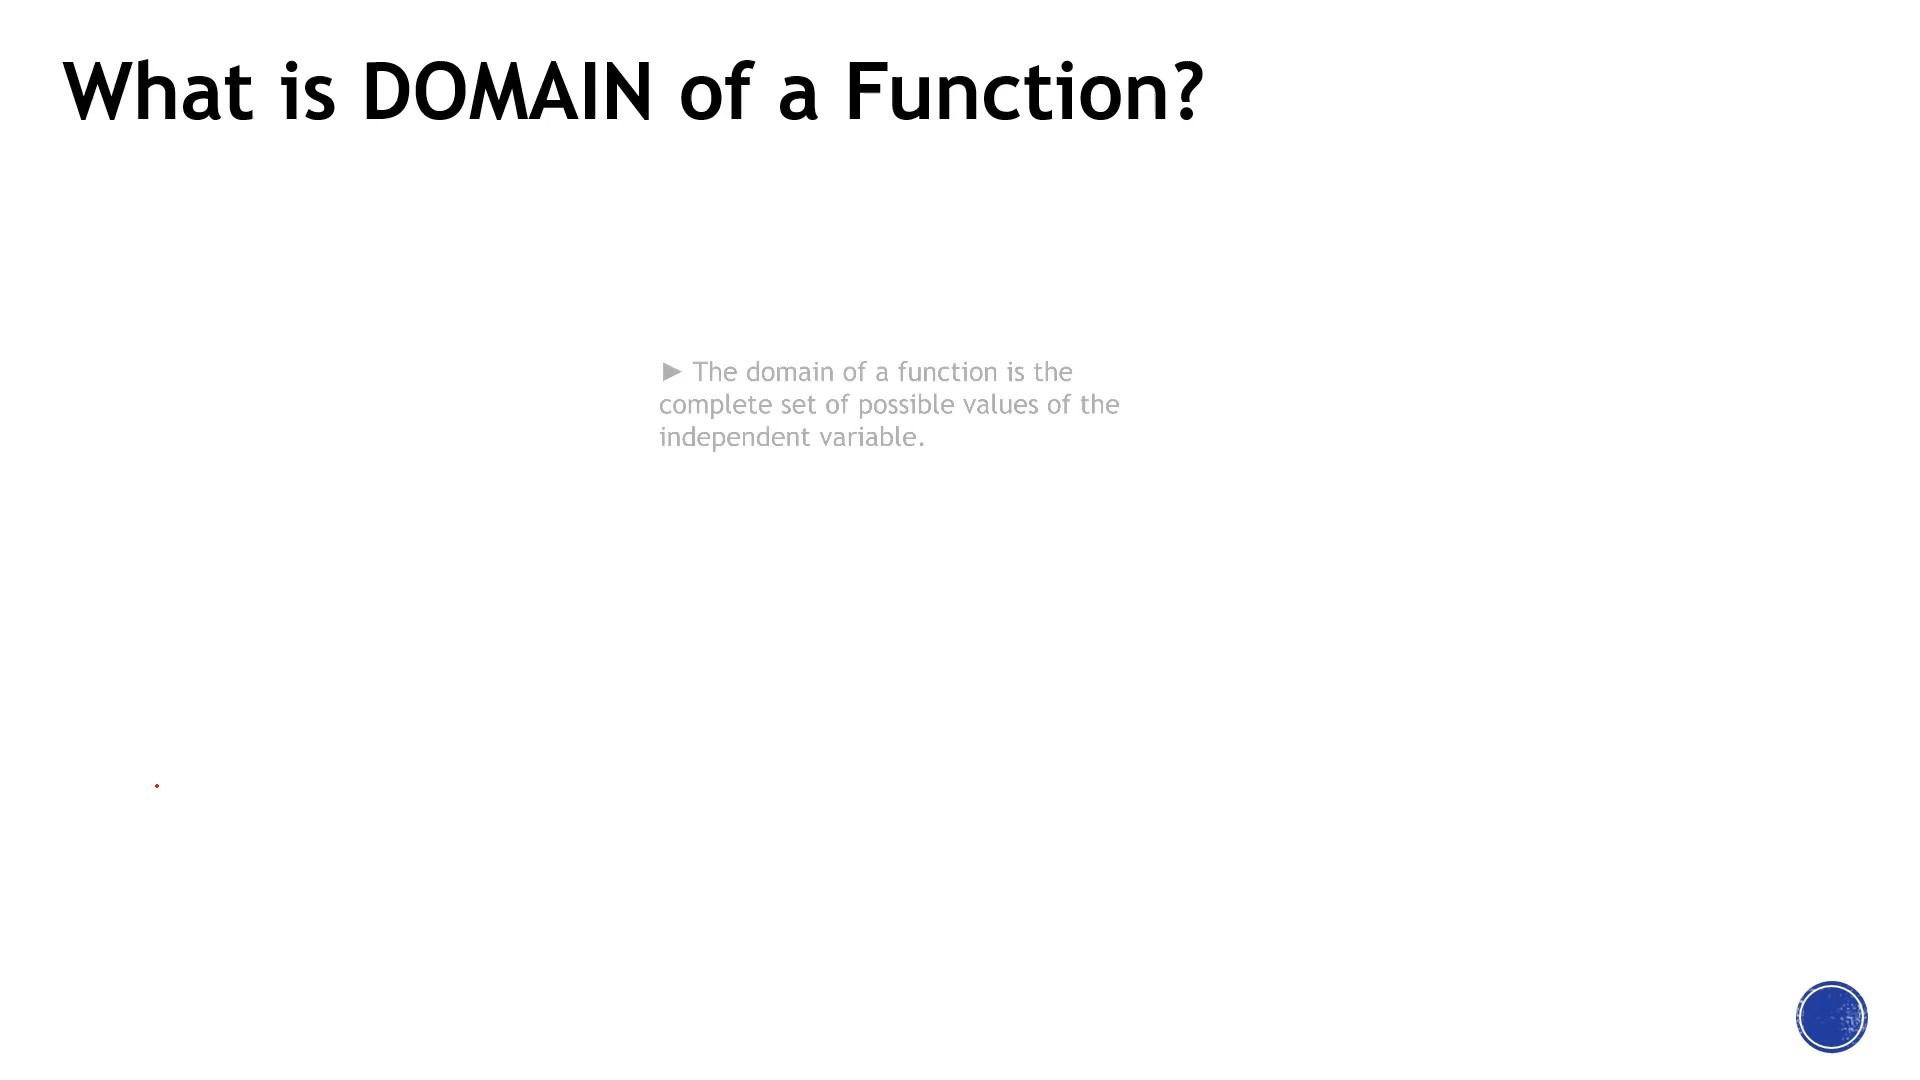 What is DOMAIN of a Function?
► The domain of a function is the
complete set of possible values of the
independent variable.